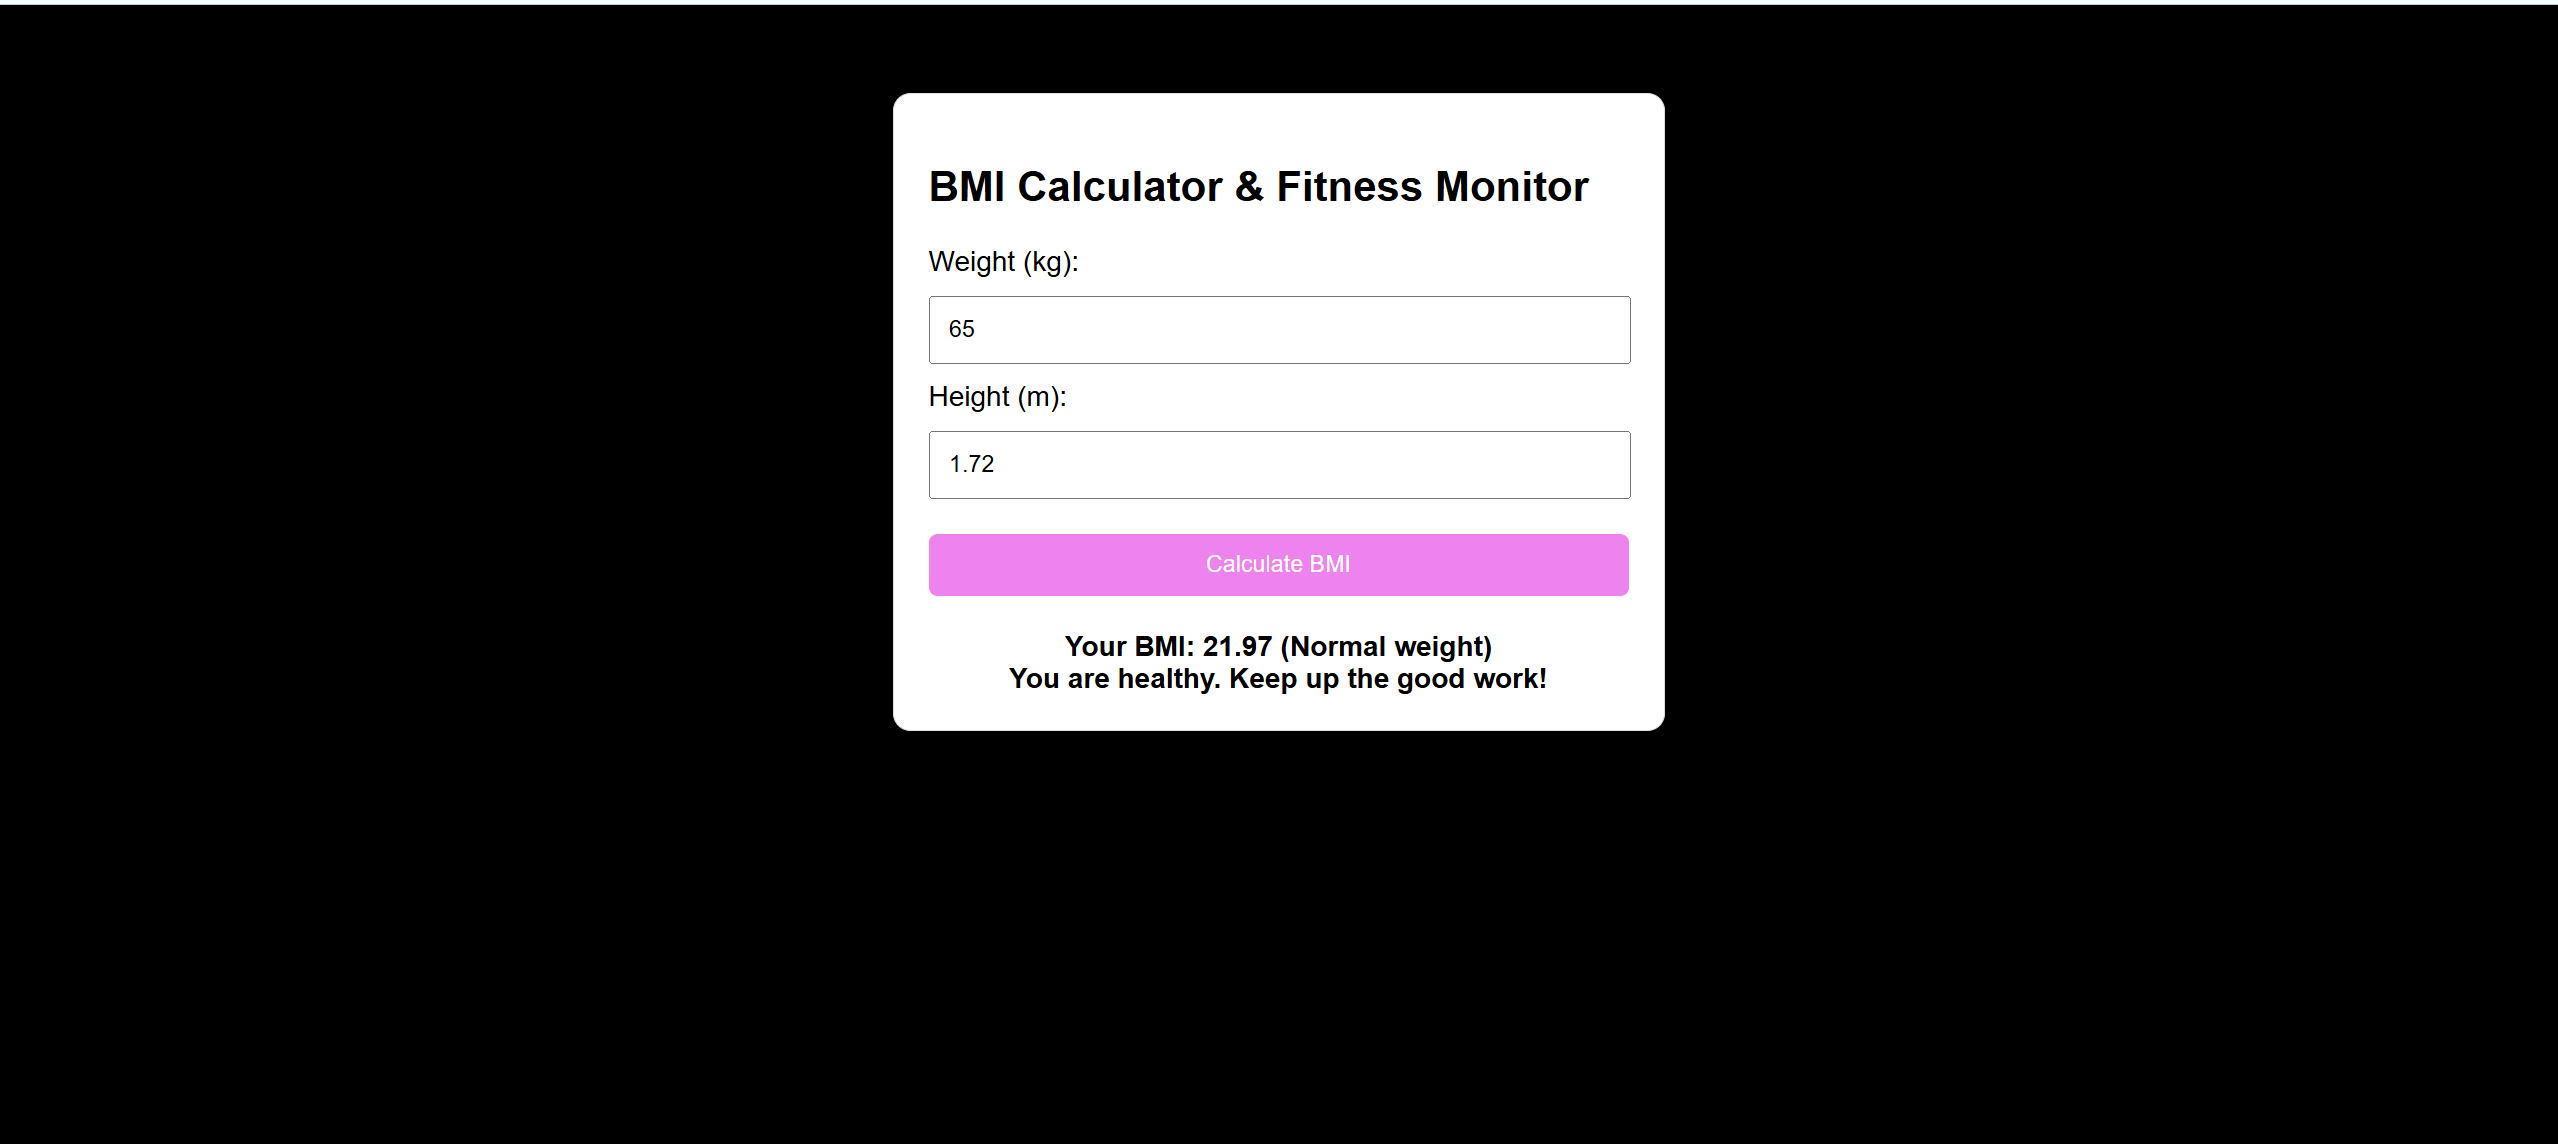 BMI Calculator & Fitness Monitor
Weight (kg):
65
Height (m):
1.72
Calculate BMI
Your BMI: 21.97 (Normal weight)
You are healthy. Keep up the good work!